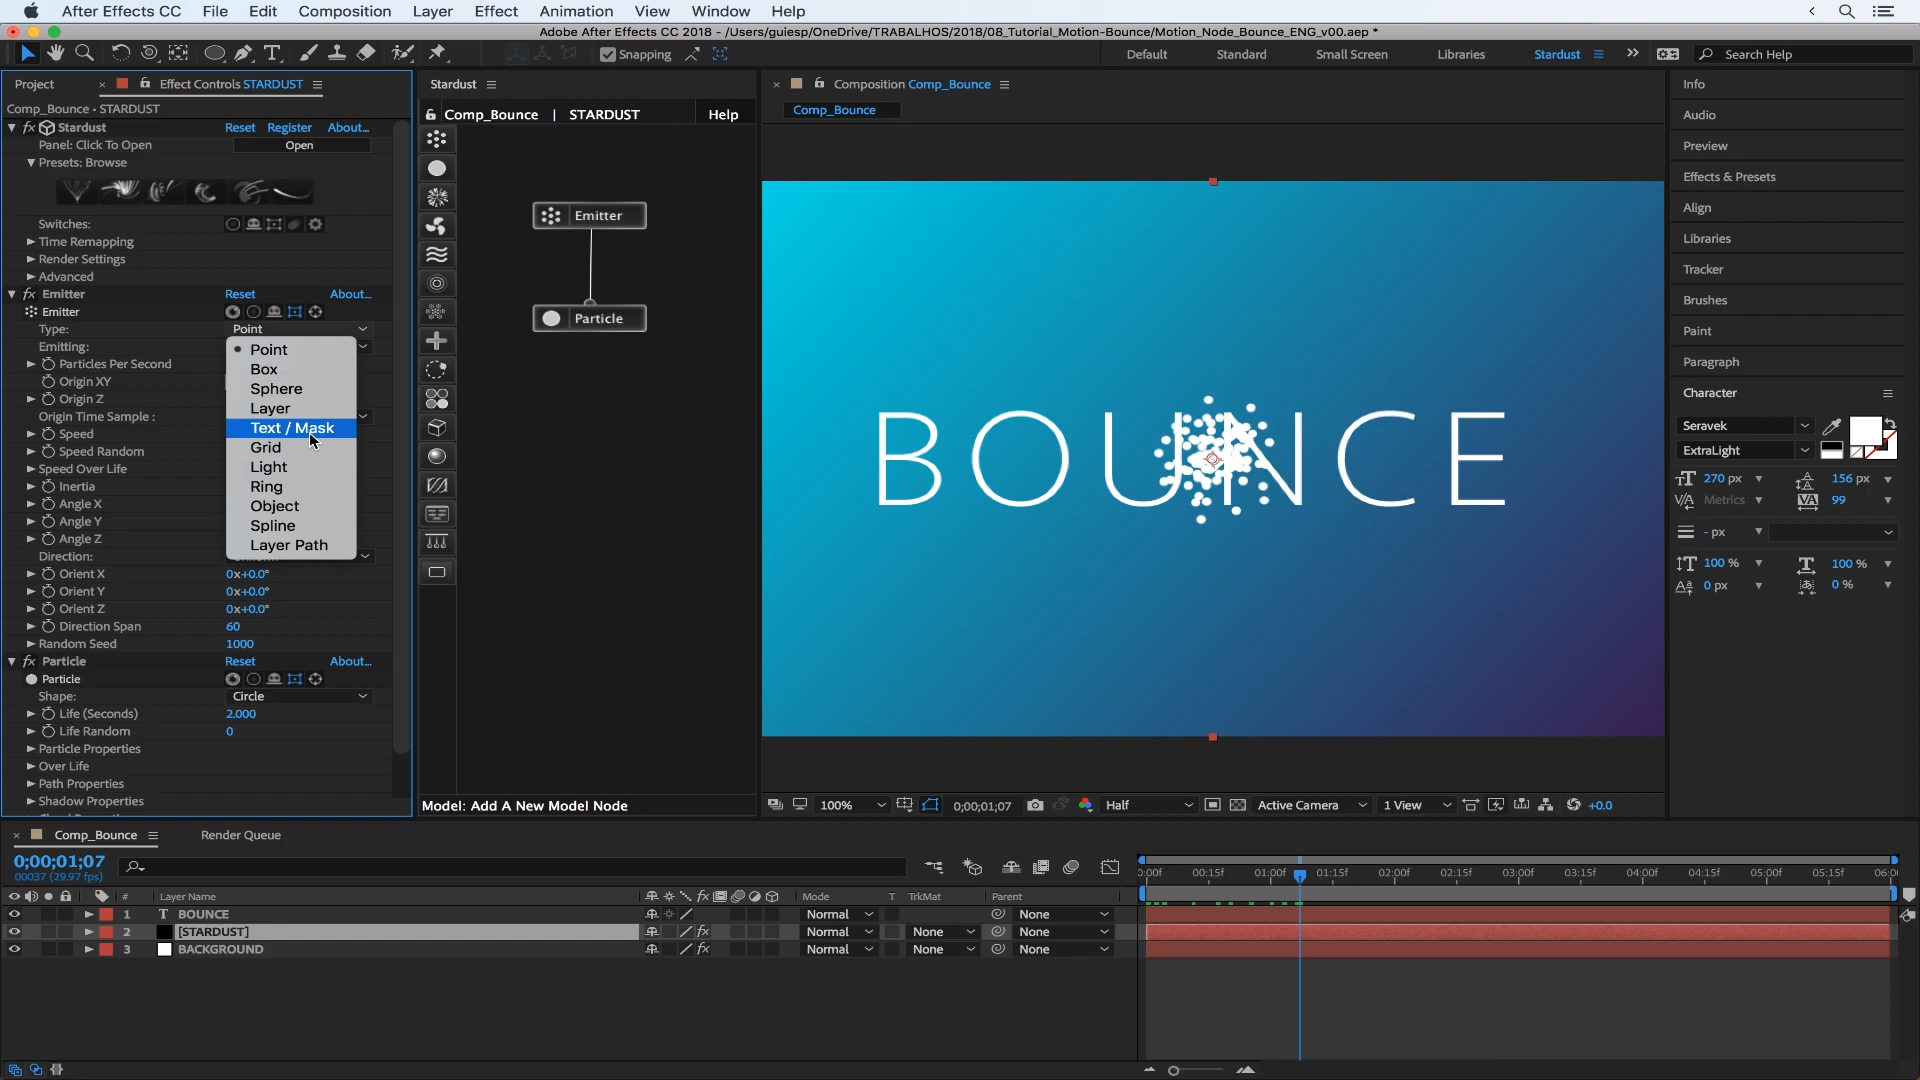 After Effects CC File Edit Composition Layer Effect Animation View Window Help
Adobe After Effects CC 2018 - /Users/guiesp/OneDrive/TRABALHOS/2018/08_Tutorial_Motion-Bounce/Motion_Node_Bounce_ENG_v00.aep *
Snapping Default Standard Small Screen Libraries Stardust Search Help
Project Effect Controls STARDUST
Comp_Bounce • STARDUST
Stardust Reset Register About...
Panel: Click To Open Open
Presets: Browse
Switches:
Time Remapping
Render Settings
Advanced
Emitter Reset About...
Emitter
Type: Point
Emitting:
Particles Per Second
Origin XY
Origin Z
Origin Time Sample :
Speed
Speed Random
Speed Over Life
Inertia
Angle X
Angle Y
Angle Z
Direction:
Orient X 0x+0.0°
Orient Y 0x+0.0°
Orient Z 0x+0.0°
Direction Span 60
Random Seed 1000
Particle Reset About...
Particle
Shape: Circle
Life (Seconds) 2.000
Life Random 0
Particle Properties
Over Life
Path Properties
Shadow Properties
Point
Box
Sphere
Layer
Text / Mask
Grid
Light
Ring
Object
Spline
Layer Path
Stardust
Comp_Bounce | STARDUST Help
Emitter
Particle
Model: Add A New Model Node
Composition Comp_Bounce
Comp_Bounce
BOUNCE
100% 0;00;01;07 Half Active Camera 1 View +0.0
Info
Audio
Preview
Effects & Presets
Align
Libraries
Tracker
Brushes
Paint
Paragraph
Character
Seravek
ExtraLight
270 px 156 px
Metrics 99
- px
100 % 100 %
0 px 0 %
Comp_Bounce Render Queue
0;00;01;07
00037 (29.97 fps)
# Layer Name Mode T TrkMat Parent
1 T BOUNCE Normal None
2 [STARDUST] Normal None None
3 BACKGROUND Normal None None
):00f 00:15f 01:00f 01:15f 02:00f 02:15f 03:00f 03:15f 04:00f 04:15f 05:00f 05:15f 06:0